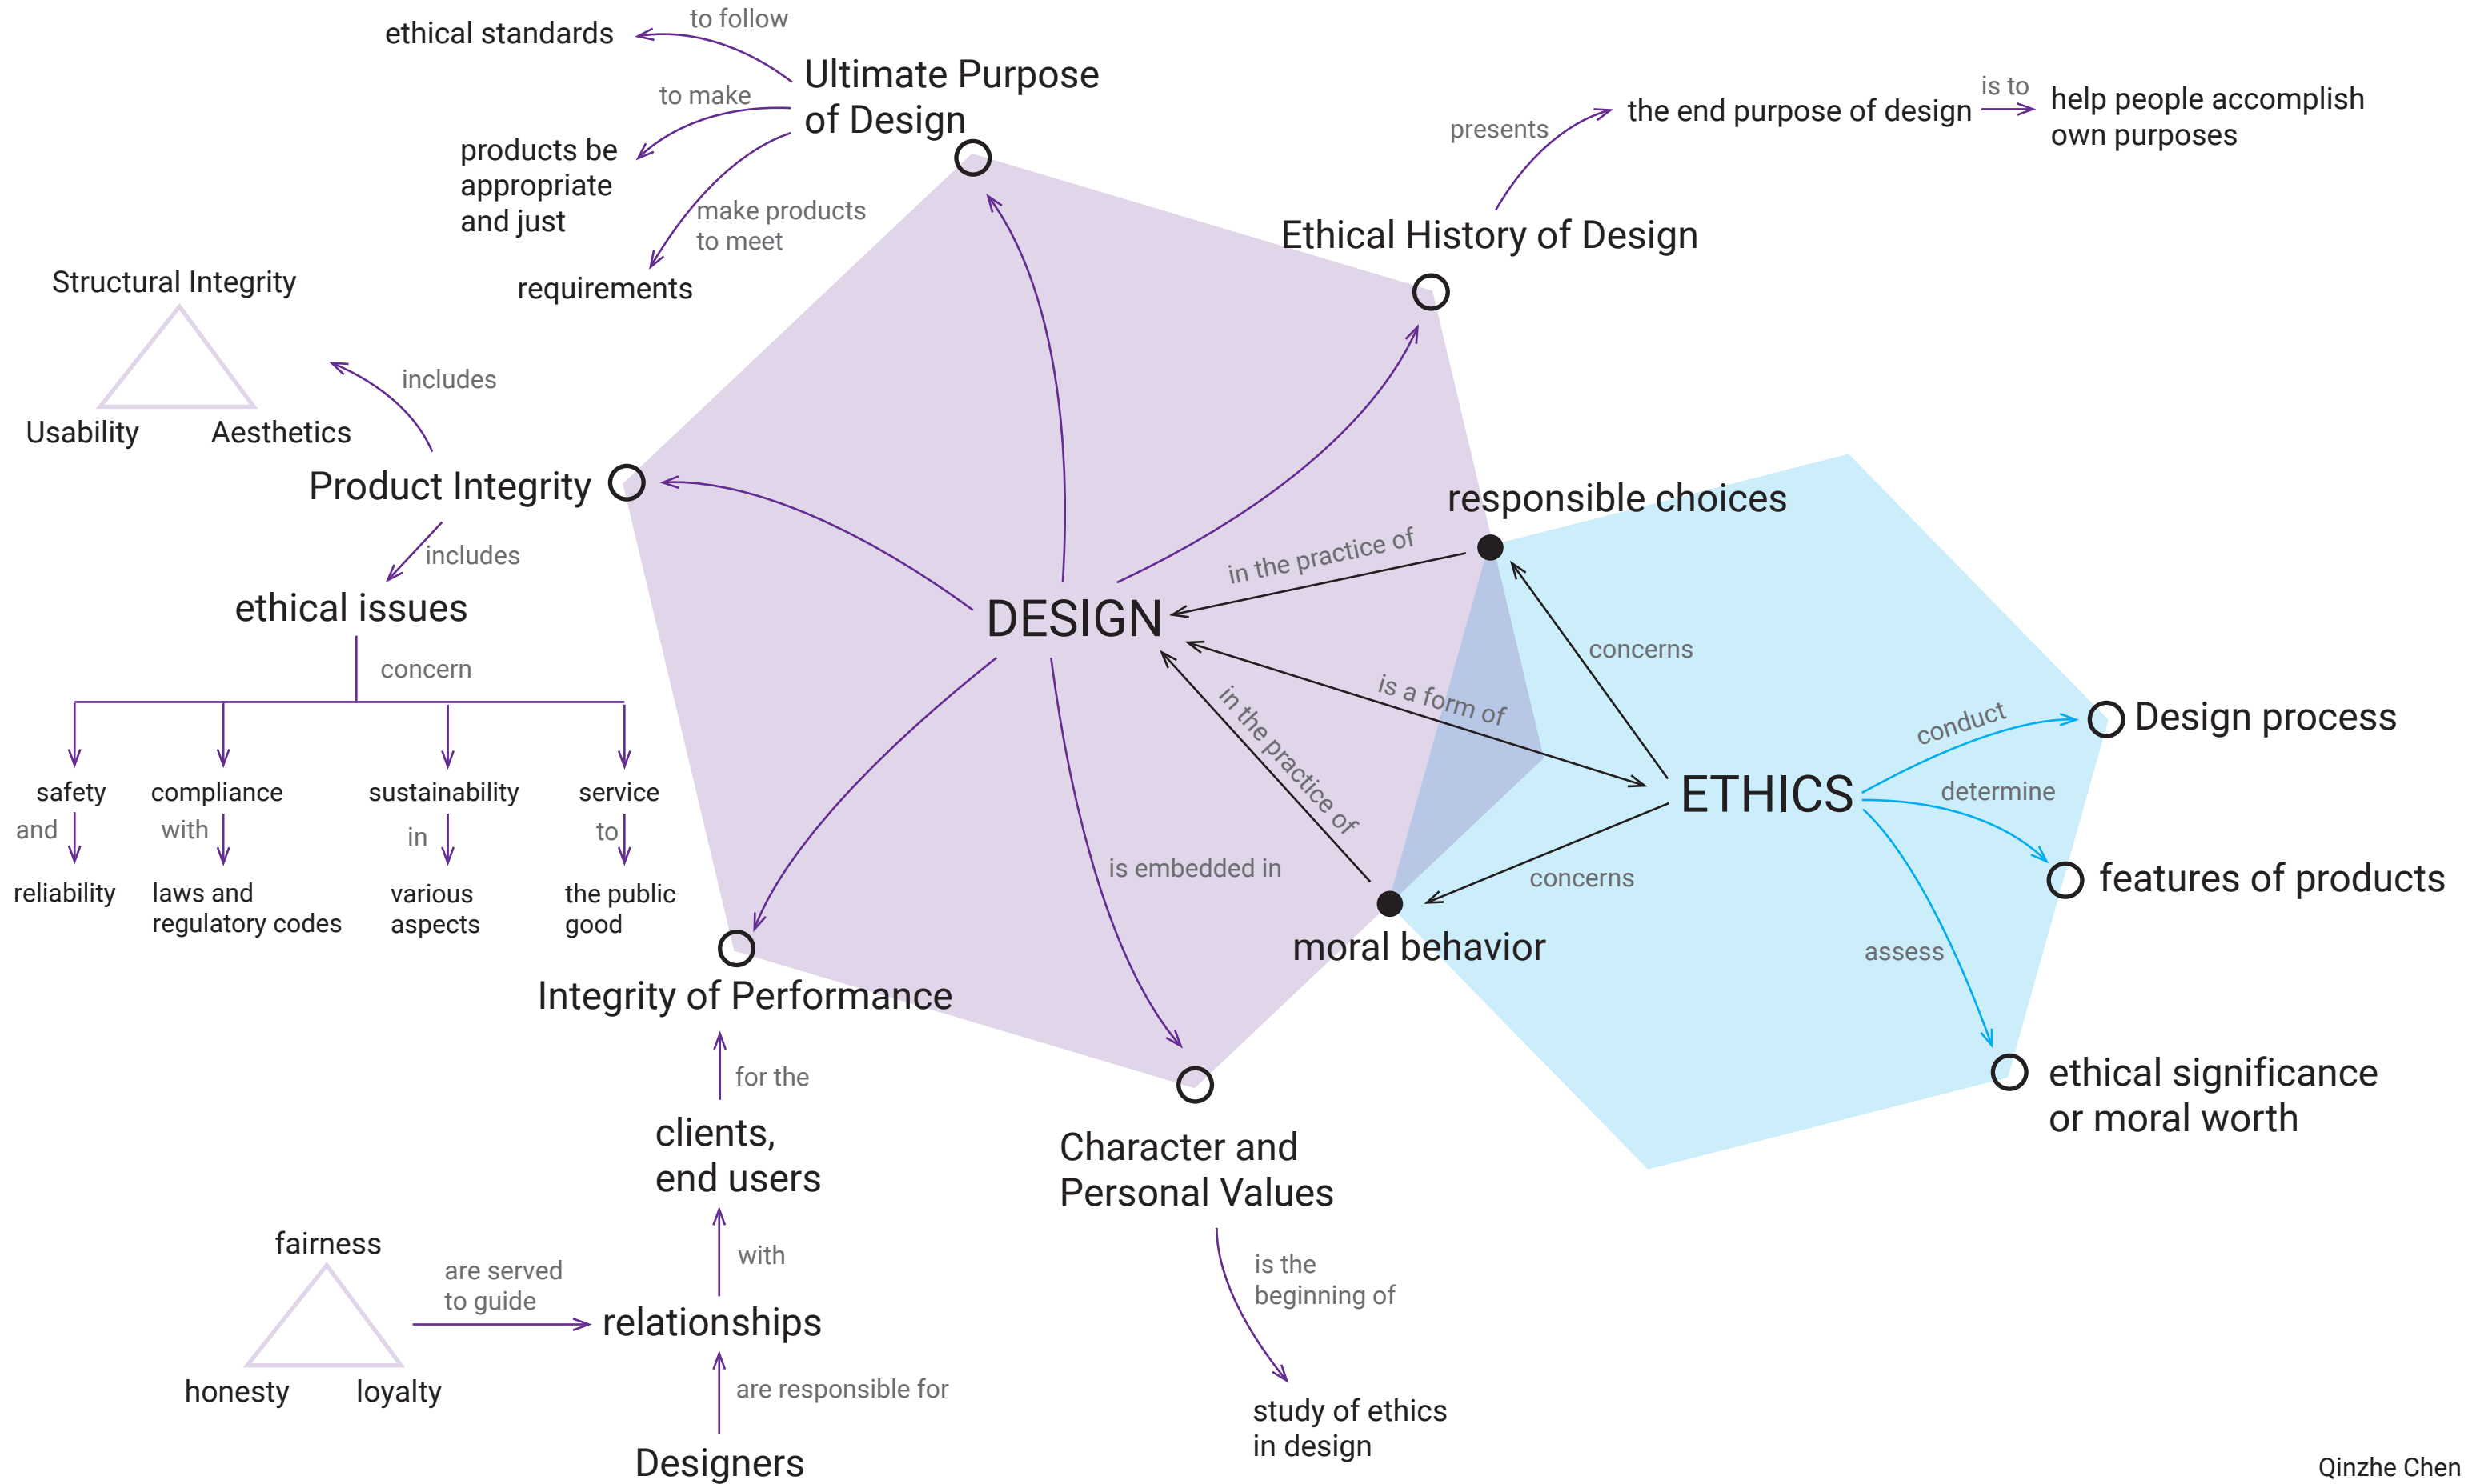 to follow
ethical standards
Ultimate Purpose
of Design
to make
products be
appropriate
and just
make products
to meet
requirements
presents
the end purpose of design
is to
help people accomplish
own purposes
Ethical History of Design
Structural Integrity
Usability
Aesthetics
includes
Product Integrity
includes
ethical issues
concern
safety
and
reliability
compliance
with
laws and
regulatory codes
sustainability
in
various
aspects
service
to
the public
good
DESIGN
responsible choices
in the practice of
concerns
is a form of
in the practice of
ETHICS
concerns
moral behavior
conduct
Design process
determine
features of products
assess
ethical significance
or moral worth
is embedded in
Integrity of Performance
for the
clients,
end users
with
fairness
honesty
loyalty
are served
to guide
relationships
are responsible for
Designers
Character and
Personal Values
is the
beginning of
study of ethics
in design
Qinzhe Chen